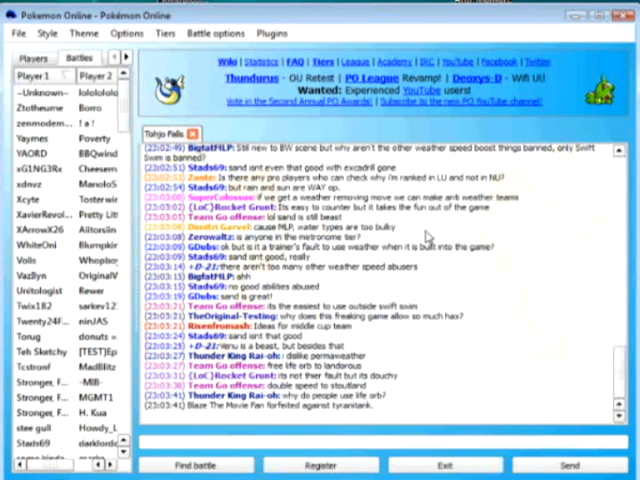 Pokemon Online - Pokémon Online
File Style Theme Options Tiers Battle options Plugins
Players Battles
Player 1 Player 2
~Unknown~ lolololol
Ztotheurne Borro
zenmodem... ! a !
Yaymes Poverty
YAORD BBQwind
xG1NG3Rx Cheesem
xdmvz ManoloS
Xcyte Tosterwir
XavierRevol... Pretty Litt
XArrowX26
WhiteOni Blumpkir
Volls Whopbo
VazByn OriginalV
Unitologist Rewer
Twix182 sarkev12
Twenty24F... ninJAS
Torug donuts =
Teh Sketchy [TEST]Ep
Tcstronf MadBlitz
Stronger, F... -MIB-
Stronger, F... MGMT1
Stronger, F... H. Kua
stee gull Howdy_L
Stads69 darklord
Wiki | Statistics | FAQ | Tiers | League | Academy | IRC | YouTube | Facebook | Twitter
Thundurus - OU Retest | PO League Revamp! | Deoxys-D - Wifi UU
Wanted: Experienced YouTube users!
Vote in the Second Annual PO Awards! | Subscribe to the new PO YouTube channel!
Tohjo Falls
(23:02:49) BigfatMLP: Still new to BW scene but why aren't the other weather speed boost things banned, only Swift
Swim is banned?
(23:02:51) Stads69: sand isnt even that good with excadrill gone
(23:02:53) Zante: Is there any pro players who can check why i'm ranked in LU and not in NU?
(23:02:54) Stads69: but rain and sun are WAY op.
(23:03:00) SuperColossus: if we get a weather removing move we can make anti weather teams
(23:03:02) {LoC}Rocket Grunt: Its easy to counter but it takes the fun out of the game
(23:03:05) Team Go offense: lol sand is still beast
(23:03:08) Dimitri Garvel: cause MLP, water types are too bulky
(23:03:08) Zerowaltz: is anyone in the metronome tier?
(23:03:09) GDubs: ok but is it a trainer's fault to use weather when it is built into the game?
(23:03:09) Stads69: sand isnt good, really
(23:03:14) +D-21: there aren't too many other weather speed abusers
(23:03:15) BigfatMLP: ahh
(23:03:15) Stads69: no good abilities abused
(23:03:19) GDubs: sand is great!
(23:03:21) Team Go offense: its the easiest to use outside swift swim
(23:03:21) TheOriginal-Testing: why does this freaking game allow so much hax?
(23:03:21) Risenfromash: Ideas for middle cup team
(23:03:24) Stads69: sand isnt that good
(23:03:25) +D-21: Venu is a beast, but besides that
(23:03:27) Thunder King Rai-oh: i dislike permaweather
(23:03:27) Team Go offense: free life orb to landorous
(23:03:31) {LoC}Rocket Grunt: its not ther fault but its douchy
(23:03:38) Team Go offense: double speed to stoutland
(23:03:41) Thunder King Rai-oh: why do people use life orb?
(23:03:41) Blaze The Movie Fan forfeited against tyranitank.
Find battle Register Exit Send